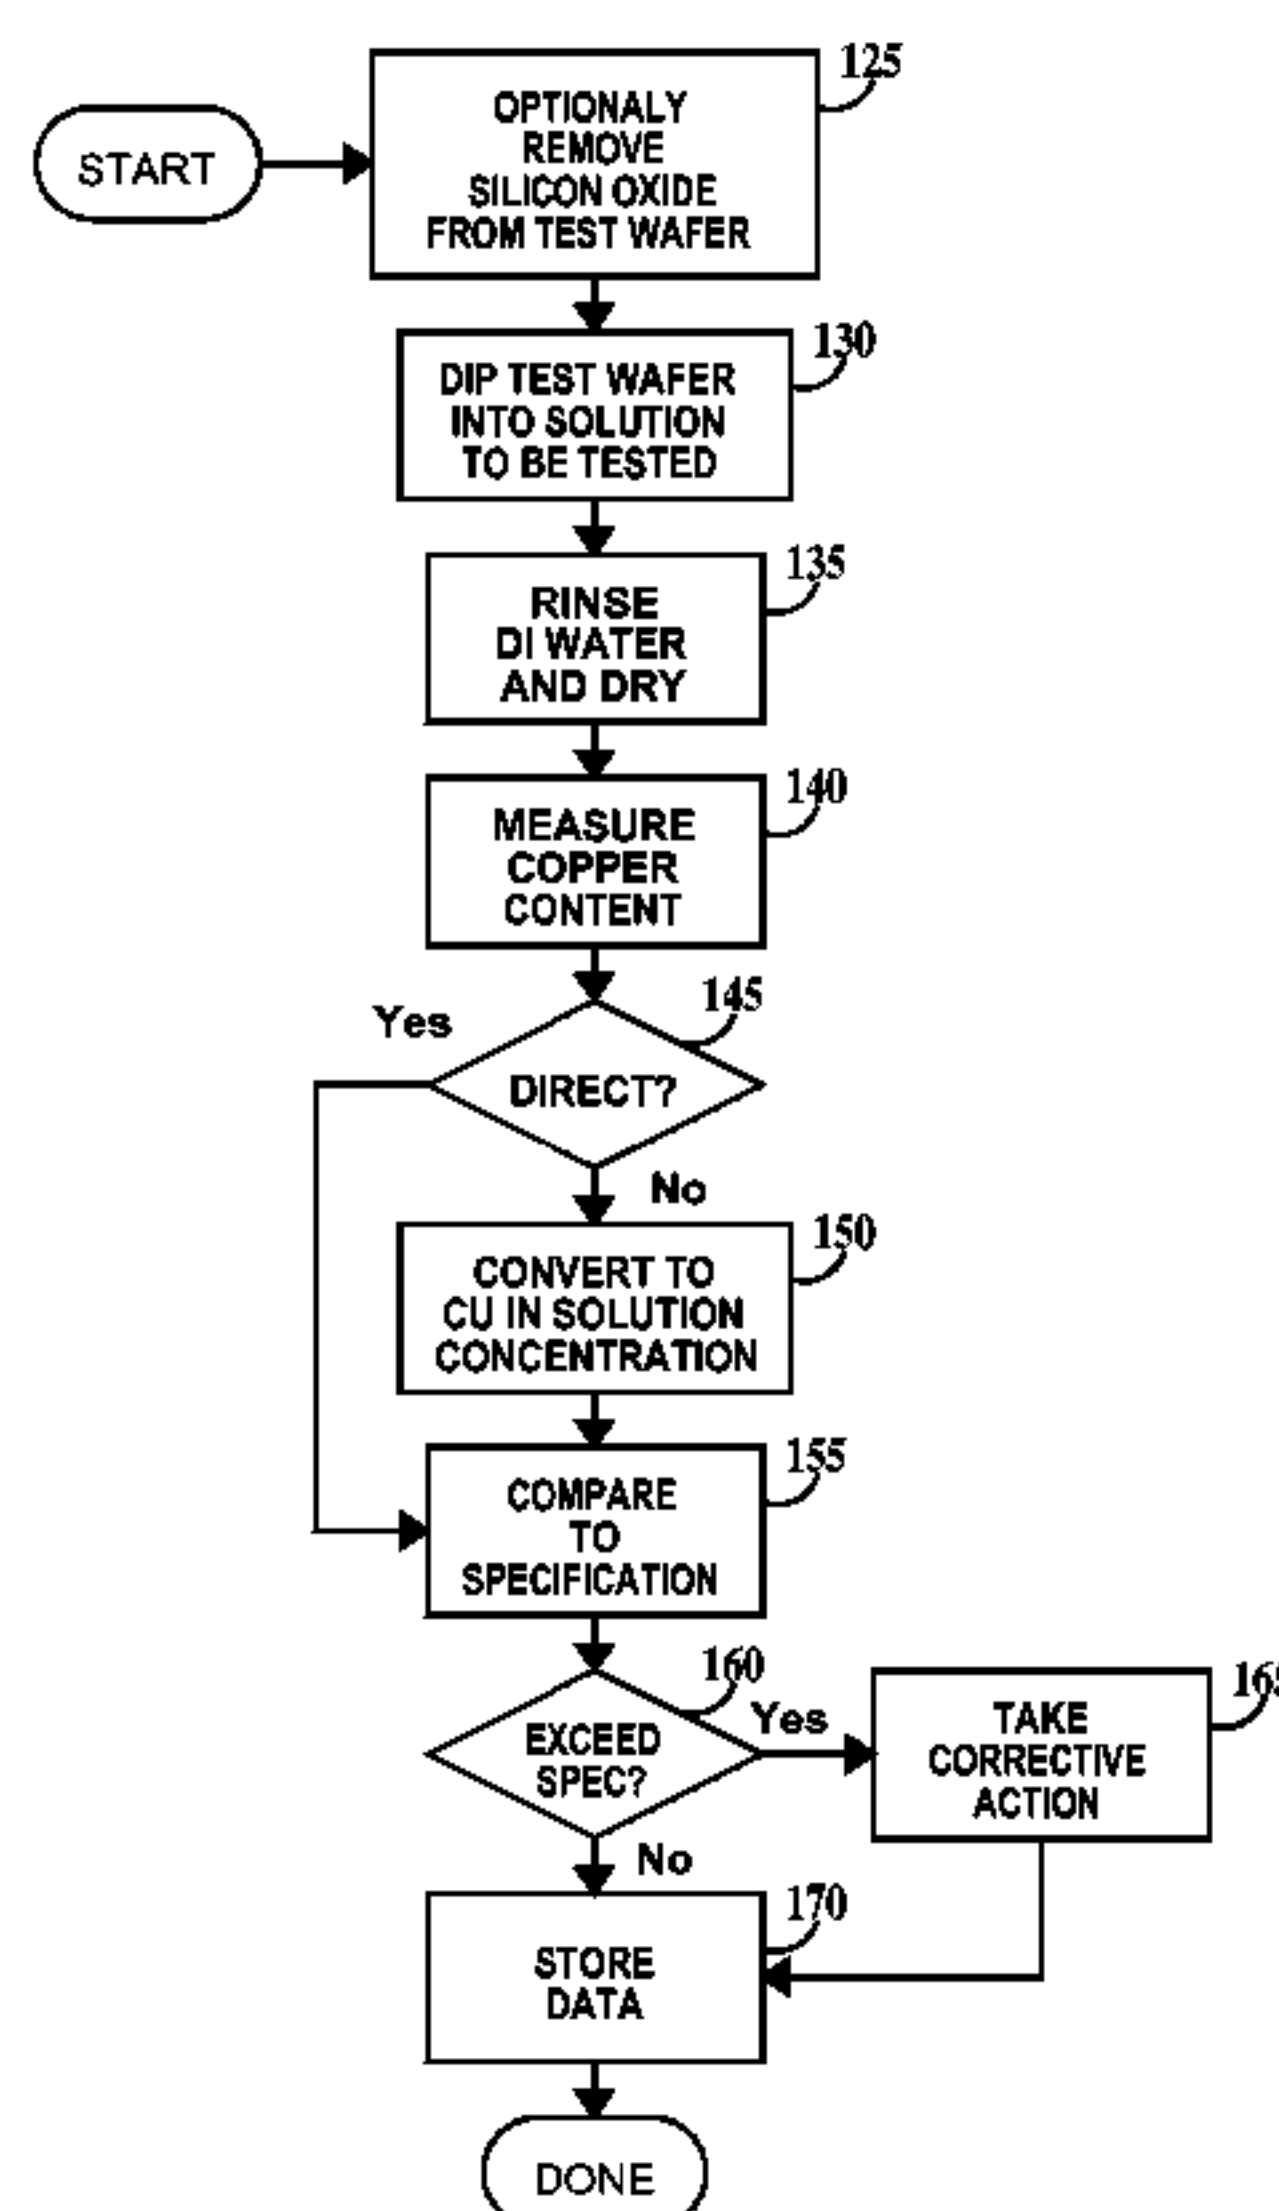 125
OPTIONALY
REMOVE
SILICON OXIDE
FROM TEST WAFER
START
130
DIP TEST WAFER
INTO SOLUTION
TO BE TESTED
135
RINSE
DI WATER
AND DRY
140
MEASURE
COPPER
CONTENT
145
Yes
DIRECT?
No
150
CONVERT TO
CU IN SOLUTION
CONCENTRATION
155
COMPARE
TO
SPECIFICATION
160
Yes
EXCEED
SPEC?
165
TAKE
CORRECTIVE
ACTION
No
170
STORE
DATA
DONE